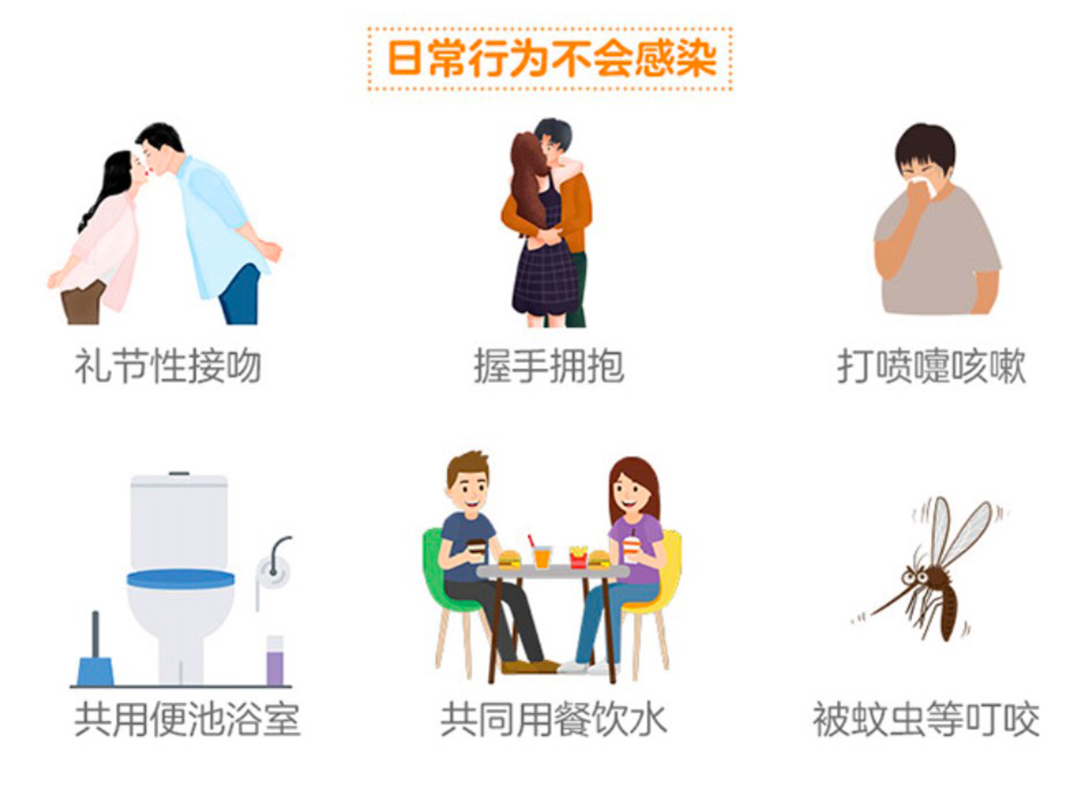 日常行为不会感染
礼节性接吻
握手拥抱
打喷嚏咳嗽
共用便池浴室
共同用餐饮水
被蚊虫等叮咬